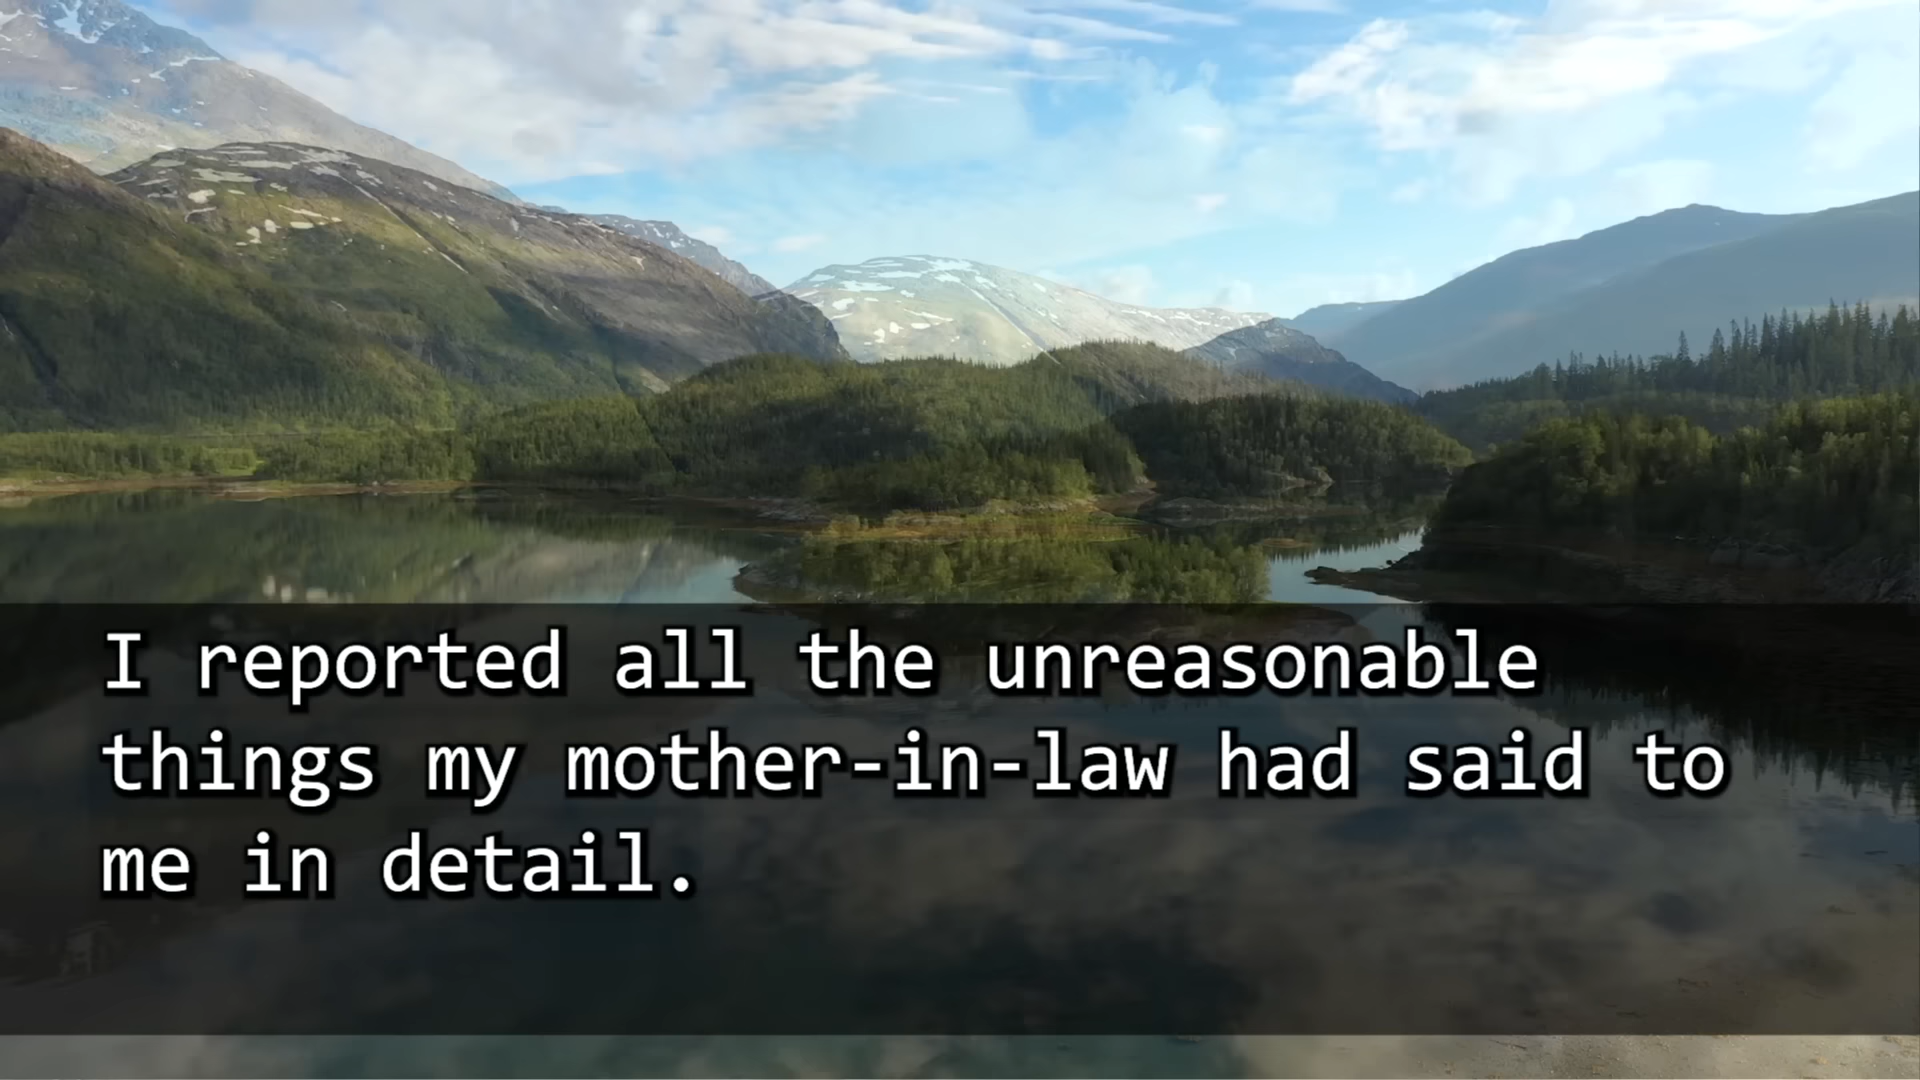 I reported all the unreasonable
things my mother-in-law had said to
me in detail.